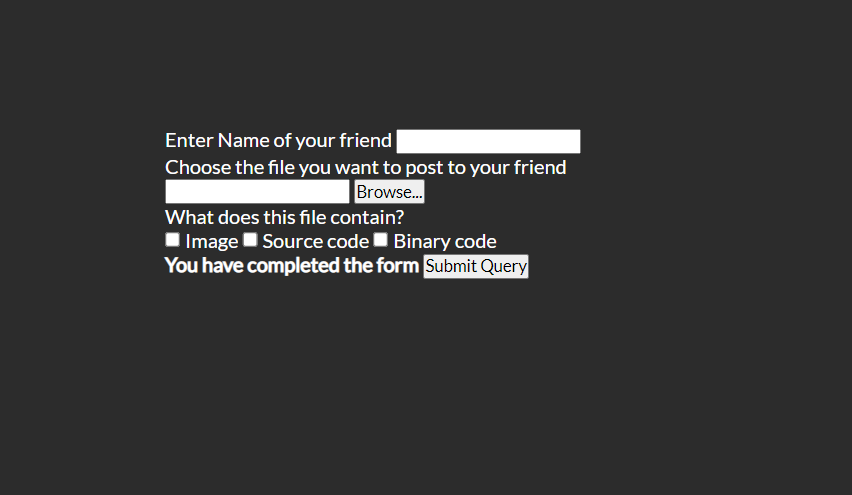 Enter Name of your friend
Choose the file you want to post to your friend
Browse...
What does this file contain?
Image Source code Binary code
You have completed the form Submit Query